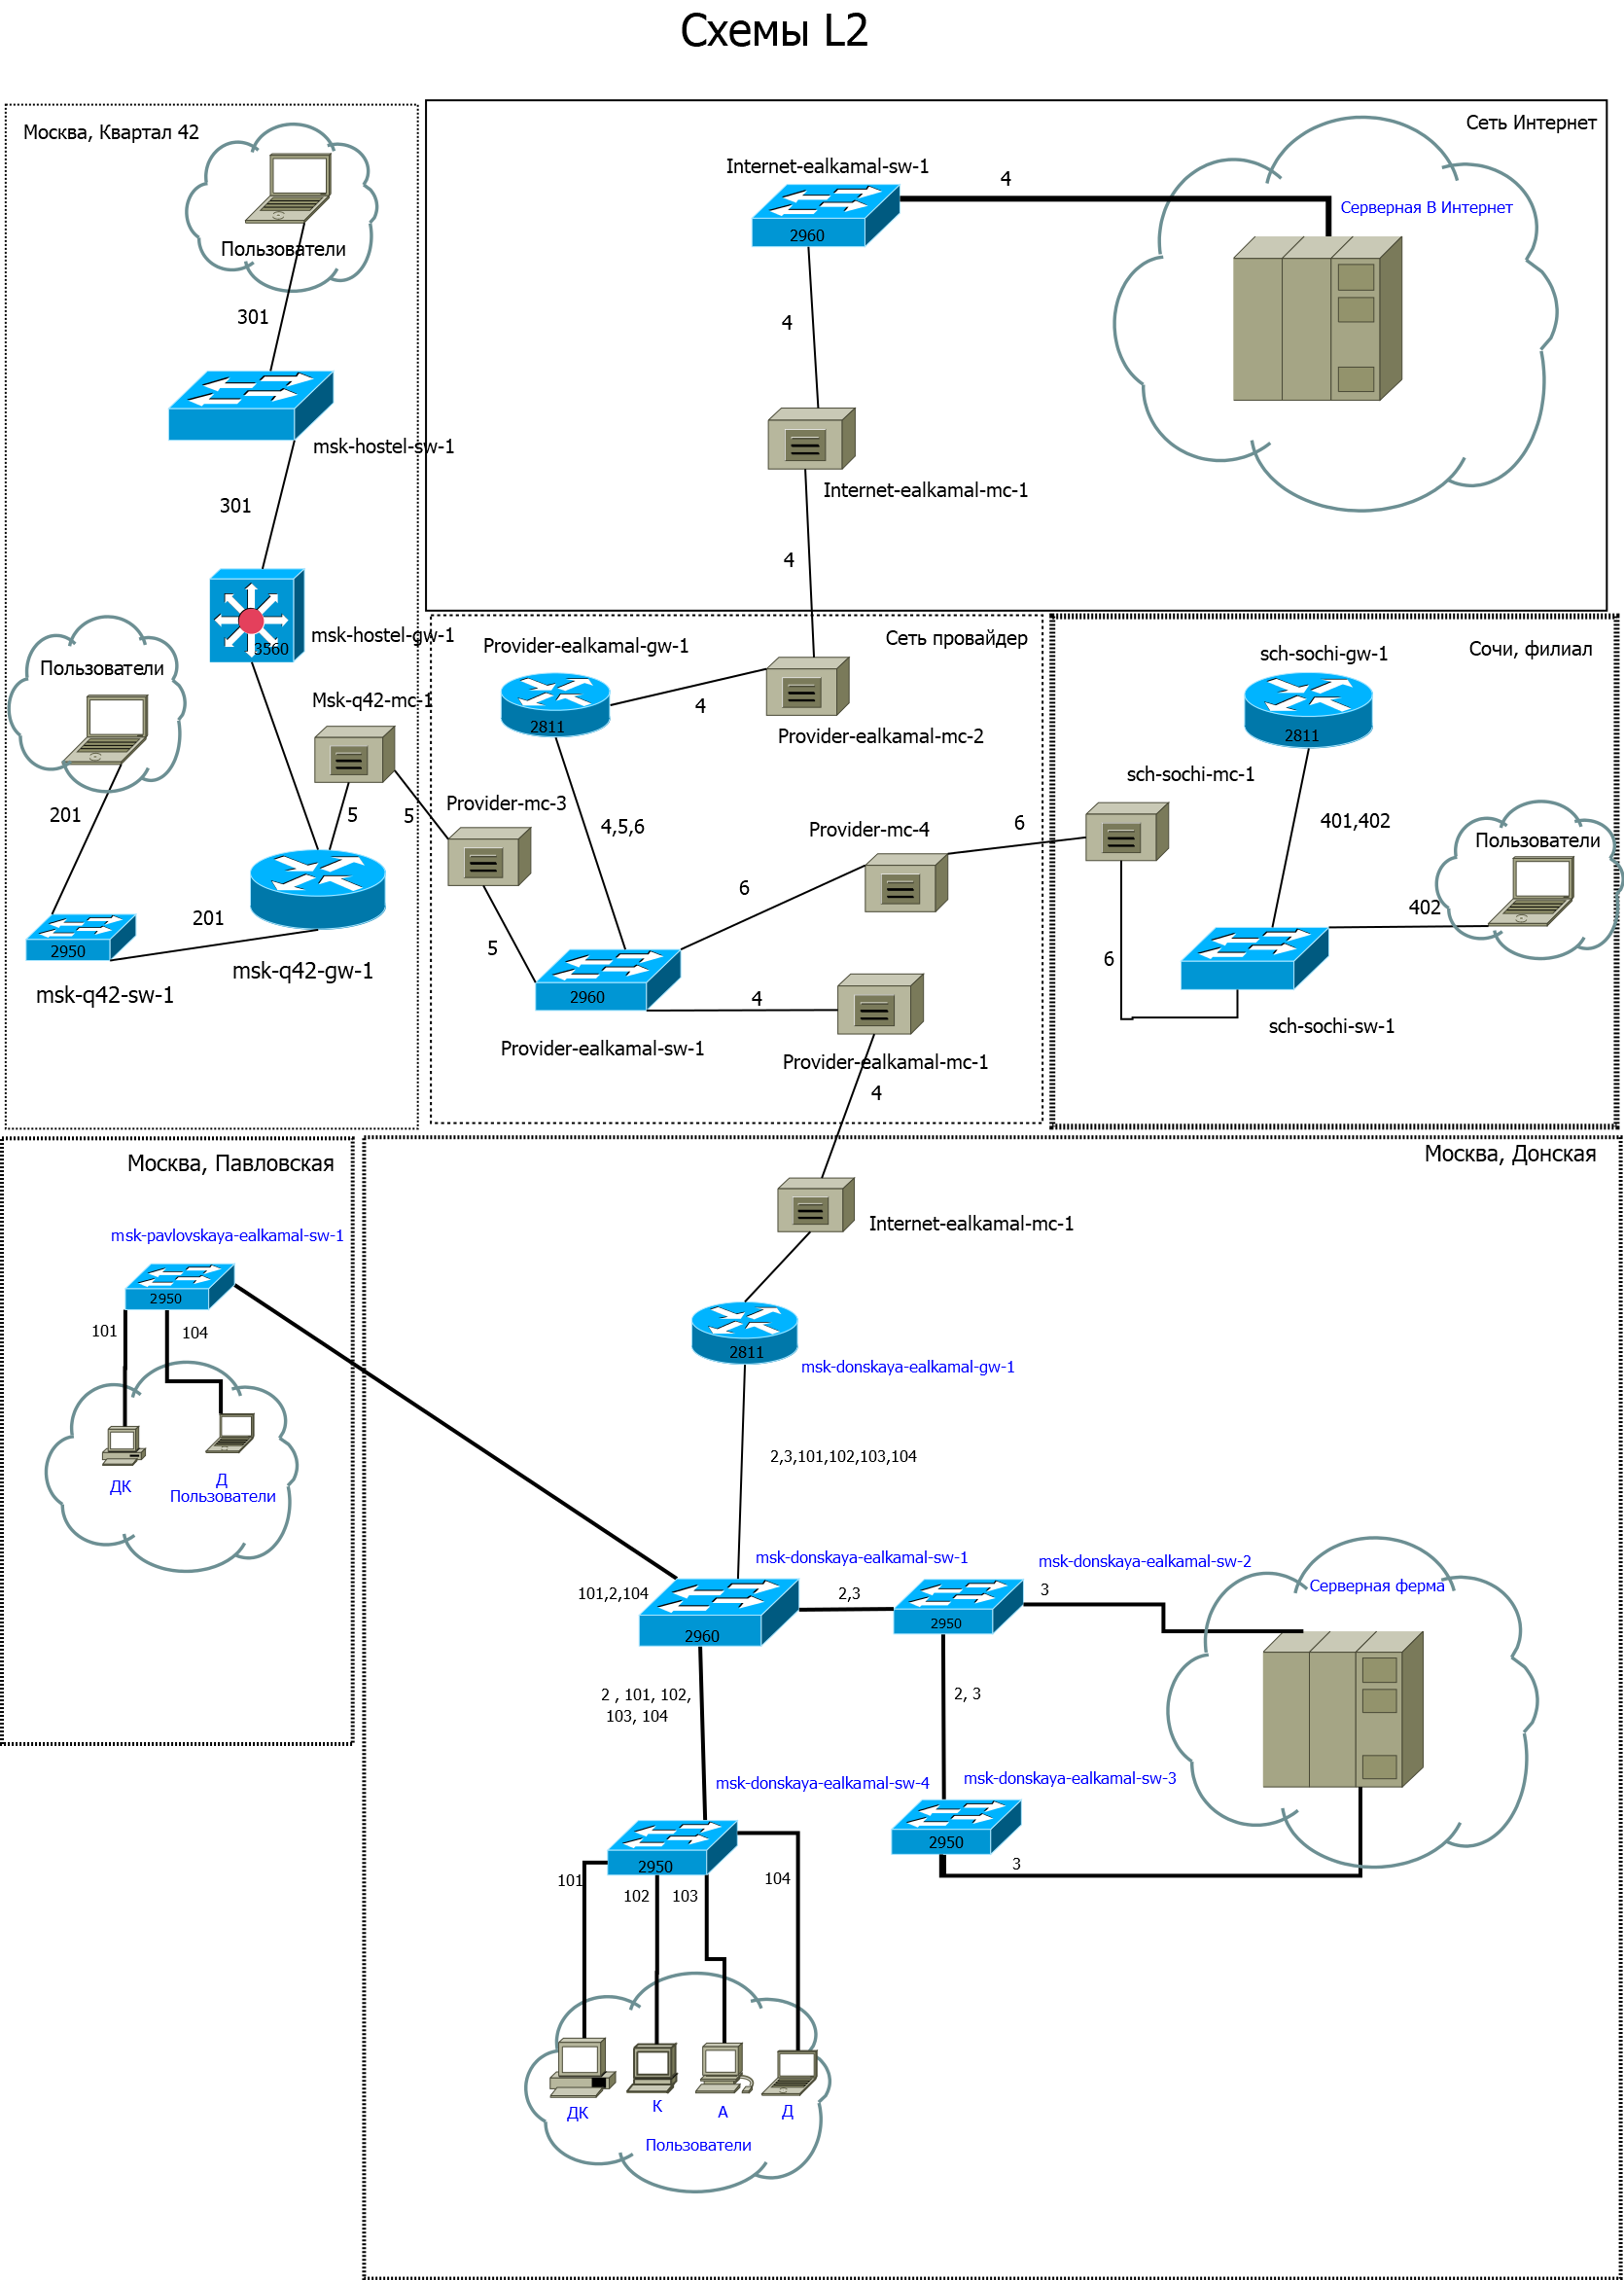 Схемы L2
Москва, Квартал 42
Пользователи
301
msk-hostel-sw-1
301
msk-hostel-gw-1
3560
Пользователи
Msk-q42-mc-1
201
5
5
2950
201
msk-q42-gw-1
msk-q42-sw-1
Сеть Интернет
Internet-ealkamal-sw-1
4
Серверная В Интернет
2960
4
Internet-ealkamal-mc-1
4
Сеть провайдер
Provider-ealkamal-gw-1
2811
4
Provider-ealkamal-mc-2
Provider-mc-3
4,5,6
Provider-mc-4
6
6
5
2960
4
Provider-ealkamal-sw-1
Provider-ealkamal-mc-1
4
Сочи, филиал
sch-sochi-gw-1
2811
sch-sochi-mc-1
401,402
Пользователи
402
6
sch-sochi-sw-1
Москва, Павловская
msk-pavlovskaya-ealkamal-sw-1
2950
101
104
ДК
Д
Пользователи
Москва, Донская
Internet-ealkamal-mc-1
2811
msk-donskaya-ealkamal-gw-1
2,3,101,102,103,104
msk-donskaya-ealkamal-sw-1
msk-donskaya-ealkamal-sw-2
101,2,104
2960
2,3
2950
3
Серверная ферма
2 , 101, 102,
103, 104
2, 3
msk-donskaya-ealkamal-sw-4
msk-donskaya-ealkamal-sw-3
2950
2950
3
101
102
103
104
ДК
К
А
Д
Пользователи